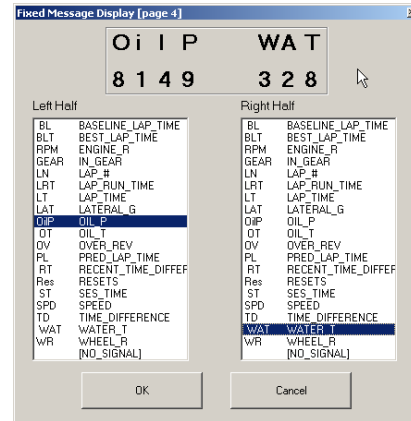 Fixed Message Display [page 4]
OilP WAT
8149 328
Left Half Right Half
BL BASELINE_LAP_TIME
BLT BEST_LAP_TIME
RPM ENGINE_R
GEAR IN_GEAR
LN LAP_#
LRT LAP_RUN_TIME
LT LAP_TIME
LAT LATERAL_G
OilP OIL_P
OT OIL_T
OV OVER_REV
PL PRED_LAP_TIME
RT RECENT_TIME_DIFFER
Res RESETS
ST SES_TIME
SPD SPEED
TD TIME_DIFFERENCE
WAT WATER_T
WR WHEEL_R
[NO_SIGNAL]
BL BASELINE_LAP_TIME
BLT BEST_LAP_TIME
RPM ENGINE_R
GEAR IN_GEAR
LN LAP_#
LRT LAP_RUN_TIME
LT LAP_TIME
LAT LATERAL_G
OilP OIL_P
OT OIL_T
OV OVER_REV
PL PRED_LAP_TIME
RT RECENT_TIME_DIFFER
Res RESETS
ST SES_TIME
SPD SPEED
TD TIME_DIFFERENCE
WAT WATER_T
WR WHEEL_R
[NO_SIGNAL]
OK Cancel